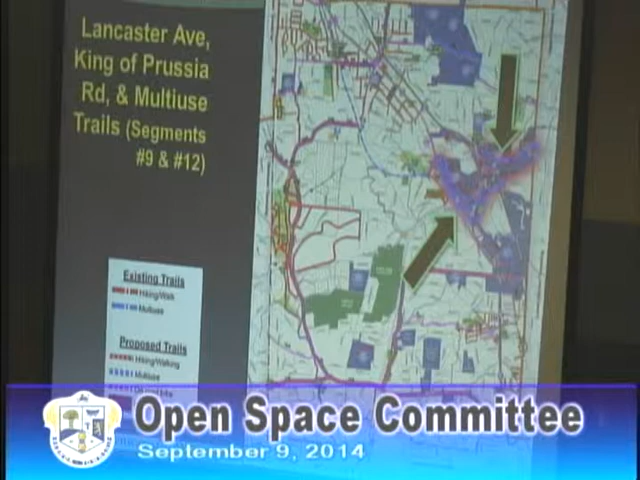 Lancaster Ave,
King of Prussia
Rd, & Multiuse
Trails (Segments
#9 & #12)
Existing Trails
Hiking/Walk
Multiuse
Proposed Trails
Hiking/Walking
Multiuse
Open Space Committee
September 9, 2014